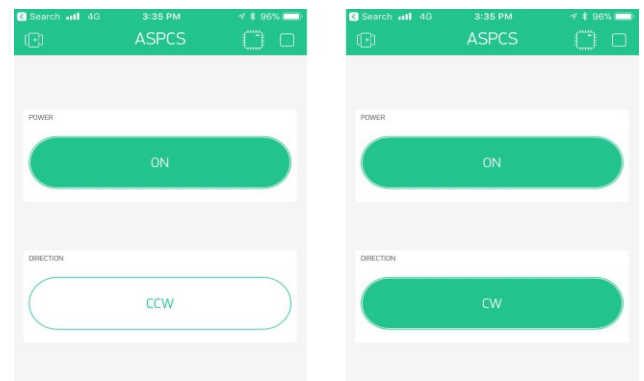 Search 4G 3:35 PM 96%
ASPCS
POWER
ON
DIRECTION
CCW
Search 4G 3:35 PM 96%
ASPCS
POWER
ON
DIRECTION
CW